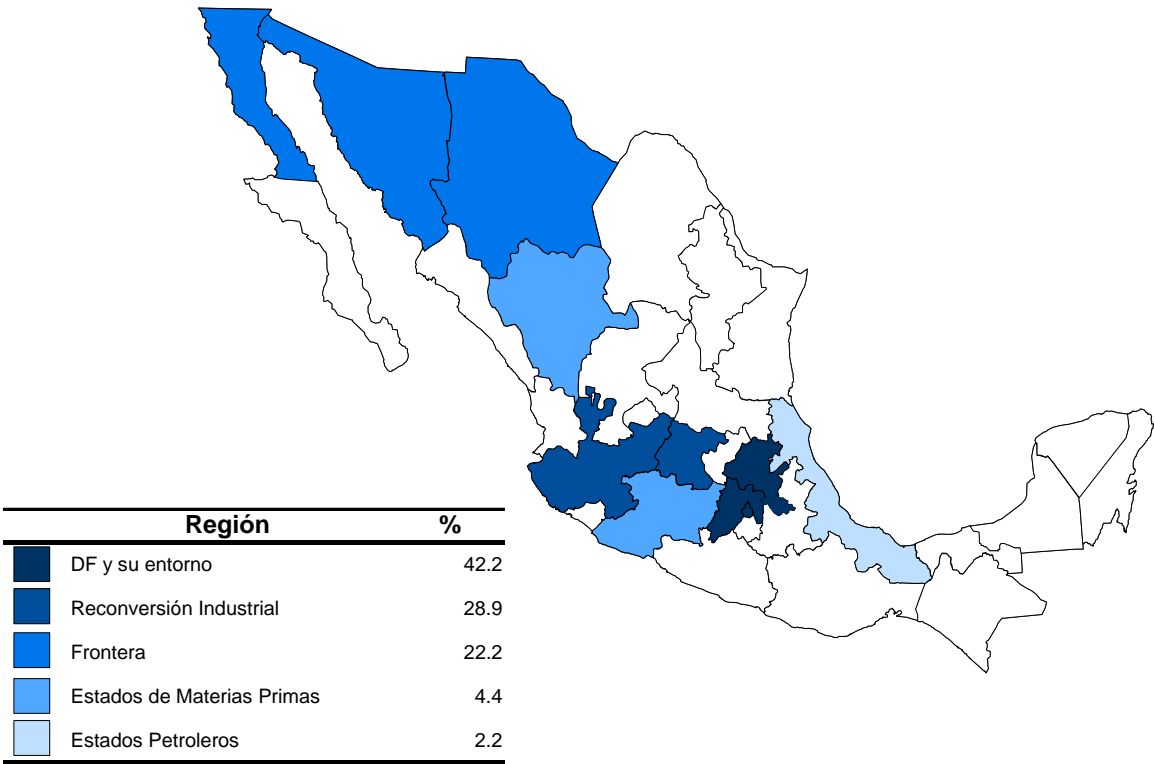 Región %
DF y su entorno 42.2
Reconversión Industrial 28.9
Frontera 22.2
Estados de Materias Primas 4.4
Estados Petroleros 2.2